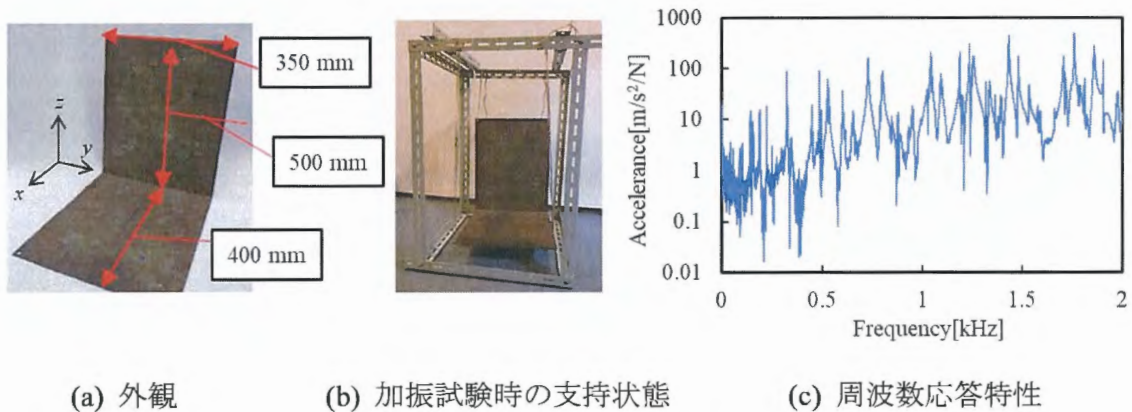 350 mm
500 mm
400 mm
z
y
x
1000
100
10
1
0.1
0.01
Accelerance[m/s²/N]
0 0.5 1 1.5 2
Frequency[kHz]
(a) 外観 (b) 加振試験時の支持状態 (c) 周波数応答特性